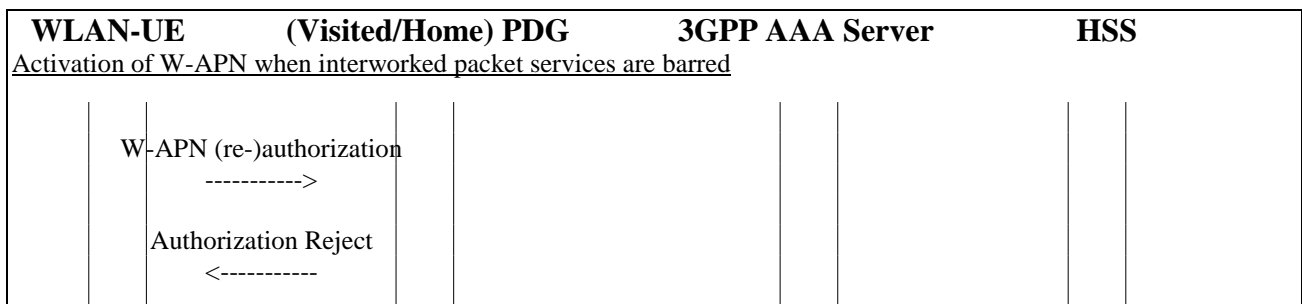 WLAN-UE (Visited/Home) PDG 3GPP AAA Server HSS
Activation of W-APN when interworked packet services are barred
W-APN (re-)authorization
----------->
Authorization Reject
<-----------